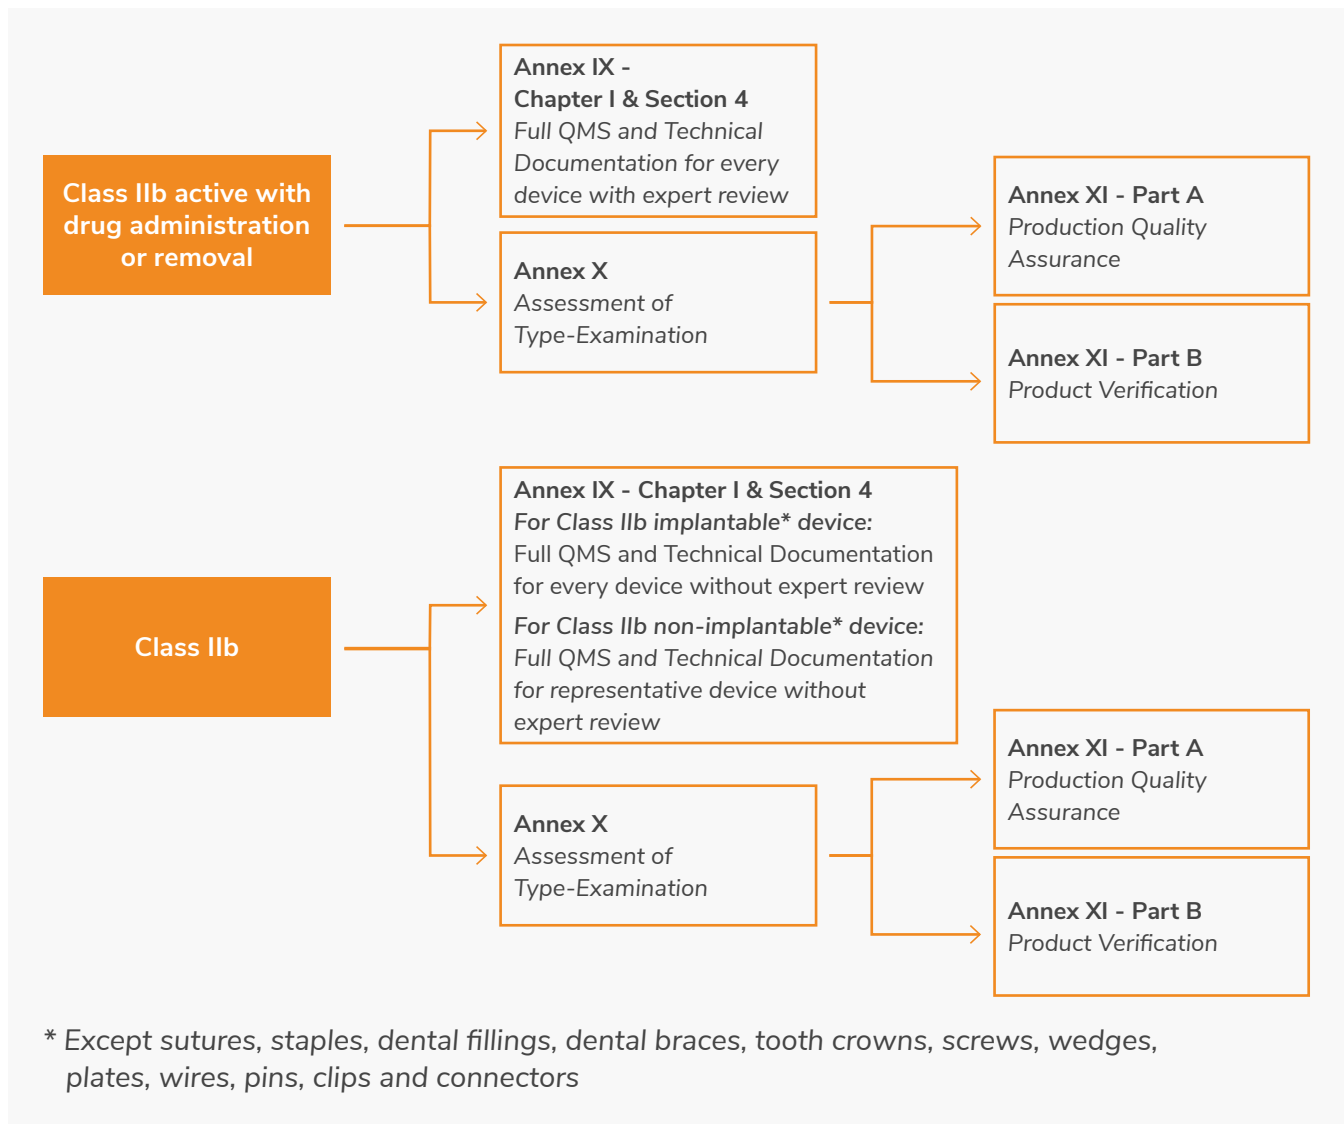 Class IIb active with
drug administration
or removal
Annex IX -
Chapter I & Section 4
Full QMS and Technical
Documentation for every
device with expert review
Annex X
Assessment of
Type-Examination
Annex XI - Part A
Production Quality
Assurance
Annex XI - Part B
Product Verification
Class IIb
Annex IX - Chapter I & Section 4
For Class IIb implantable* device:
Full QMS and Technical Documentation
for every device without expert review
For Class IIb non-implantable* device:
Full QMS and Technical Documentation
for representative device without
expert review
Annex X
Assessment of
Type-Examination
Annex XI - Part A
Production Quality
Assurance
Annex XI - Part B
Product Verification
* Except sutures, staples, dental fillings, dental braces, tooth crowns, screws, wedges,
plates, wires, pins, clips and connectors